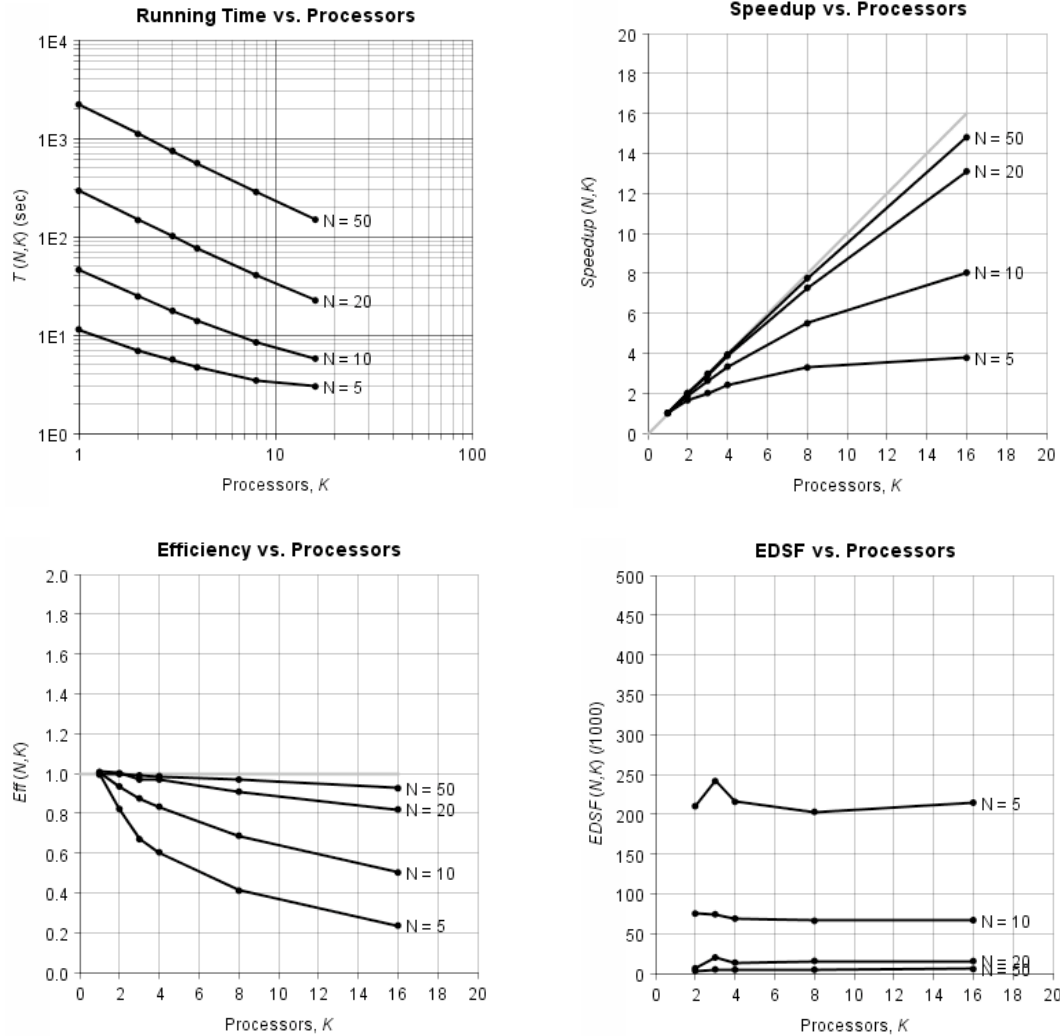 Running Time vs. Processors
T (N,K) (sec)
1E4
1E3
1E2
1E1
1E0
N = 50
N = 20
N = 10
N = 5
1
10
100
Processors, K
Speedup vs. Processors
Speedup (N,K)
20
18
16
14
12
10
8
6
4
2
0
N = 50
N = 20
N = 10
N = 5
0 2 4 6 8 10 12 14 16 18 20
Processors, K
Efficiency vs. Processors
Eff (N,K)
2.0
1.8
1.6
1.4
1.2
1.0
0.8
0.6
0.4
0.2
0.0
N = 50
N = 20
N = 10
N = 5
0 2 4 6 8 10 12 14 16 18 20
Processors, K
EDSF vs. Processors
EDSF (N,K) (/1000)
500
450
400
350
300
250
200
150
100
50
0
N = 5
N = 10
N = 20
N = 50
0 2 4 6 8 10 12 14 16 18 20
Processors, K